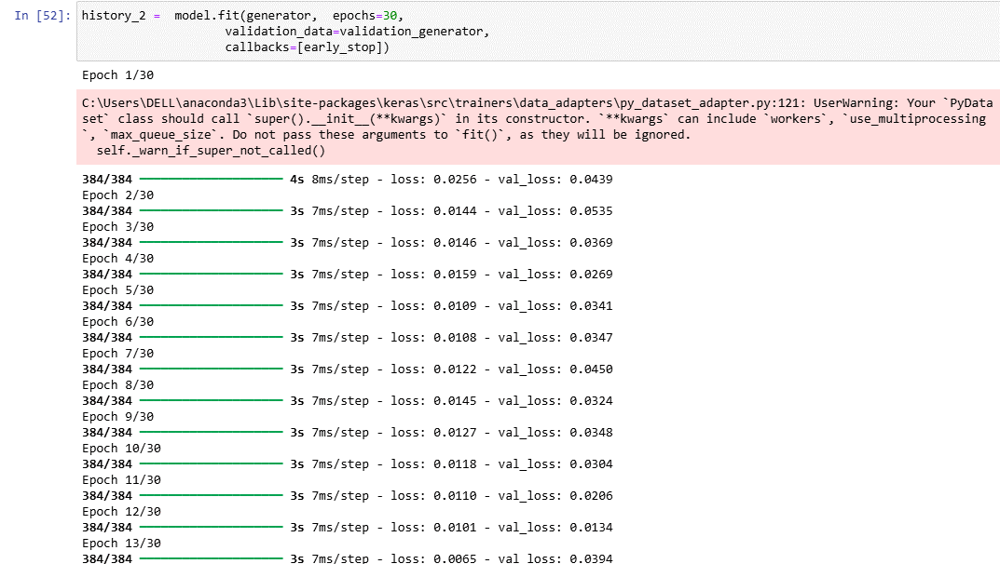 In [52]: history_2 = model.fit(generator, epochs=30,
validation_data=validation_generator,
callbacks=[early_stop])
Epoch 1/30
C:\Users\DELL\anaconda3\Lib\site-packages\keras\src\trainers\data_adapters\py_dataset_adapter.py:121: UserWarning: Your `PyData
set` class should call `super().__init__(**kwargs)` in its constructor. `**kwargs` can include `workers`, `use_multiprocessing
`, `max_queue_size`. Do not pass these arguments to `fit()`, as they will be ignored.
self._warn_if_super_not_called()
384/384 ━━━━━━━━━━━━━━━━━━━━ 4s 8ms/step - loss: 0.0256 - val_loss: 0.0439
Epoch 2/30
384/384 ━━━━━━━━━━━━━━━━━━━━ 3s 7ms/step - loss: 0.0144 - val_loss: 0.0535
Epoch 3/30
384/384 ━━━━━━━━━━━━━━━━━━━━ 3s 7ms/step - loss: 0.0146 - val_loss: 0.0369
Epoch 4/30
384/384 ━━━━━━━━━━━━━━━━━━━━ 3s 7ms/step - loss: 0.0159 - val_loss: 0.0269
Epoch 5/30
384/384 ━━━━━━━━━━━━━━━━━━━━ 3s 7ms/step - loss: 0.0109 - val_loss: 0.0341
Epoch 6/30
384/384 ━━━━━━━━━━━━━━━━━━━━ 3s 7ms/step - loss: 0.0108 - val_loss: 0.0347
Epoch 7/30
384/384 ━━━━━━━━━━━━━━━━━━━━ 3s 7ms/step - loss: 0.0122 - val_loss: 0.0450
Epoch 8/30
384/384 ━━━━━━━━━━━━━━━━━━━━ 3s 7ms/step - loss: 0.0145 - val_loss: 0.0324
Epoch 9/30
384/384 ━━━━━━━━━━━━━━━━━━━━ 3s 7ms/step - loss: 0.0127 - val_loss: 0.0348
Epoch 10/30
384/384 ━━━━━━━━━━━━━━━━━━━━ 3s 7ms/step - loss: 0.0118 - val_loss: 0.0304
Epoch 11/30
384/384 ━━━━━━━━━━━━━━━━━━━━ 3s 7ms/step - loss: 0.0110 - val_loss: 0.0206
Epoch 12/30
384/384 ━━━━━━━━━━━━━━━━━━━━ 3s 7ms/step - loss: 0.0101 - val_loss: 0.0134
Epoch 13/30
384/384 ━━━━━━━━━━━━━━━━━━━━ 3s 7ms/step - loss: 0.0065 - val_loss: 0.0394